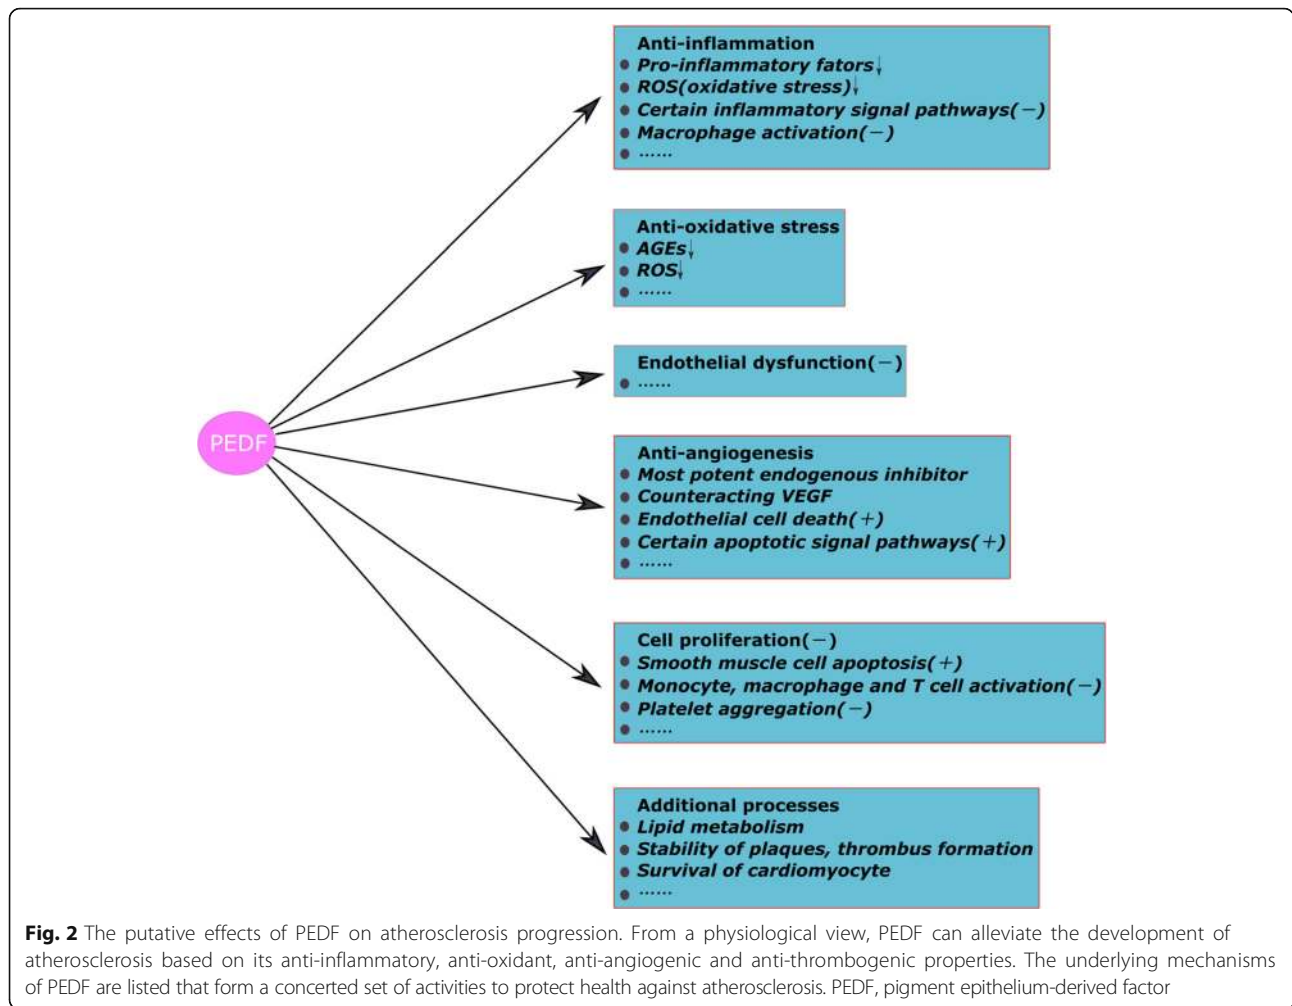 Anti-inflammation
Pro-inflammatory fators↓
ROS(oxidative stress)↓
Certain inflammatory signal pathways(−)
Macrophage activation(−)
……
Anti-oxidative stress
AGEs↓
ROS↓
……
Endothelial dysfunction(−)
……
PEDF
Anti-angiogenesis
Most potent endogenous inhibitor
Counteracting VEGF
Endothelial cell death(+)
Certain apoptotic signal pathways(+)
……
Cell proliferation(−)
Smooth muscle cell apoptosis(+)
Monocyte, macrophage and T cell activation(−)
Platelet aggregation(−)
……
Additional processes
Lipid metabolism
Stability of plaques, thrombus formation
Survival of cardiomyocyte
……
Fig. 2 The putative effects of PEDF on atherosclerosis progression. From a physiological view, PEDF can alleviate the development of
atherosclerosis based on its anti-inflammatory, anti-oxidant, anti-angiogenic and anti-thrombogenic properties. The underlying mechanisms
of PEDF are listed that form a concerted set of activities to protect health against atherosclerosis. PEDF, pigment epithelium-derived factor